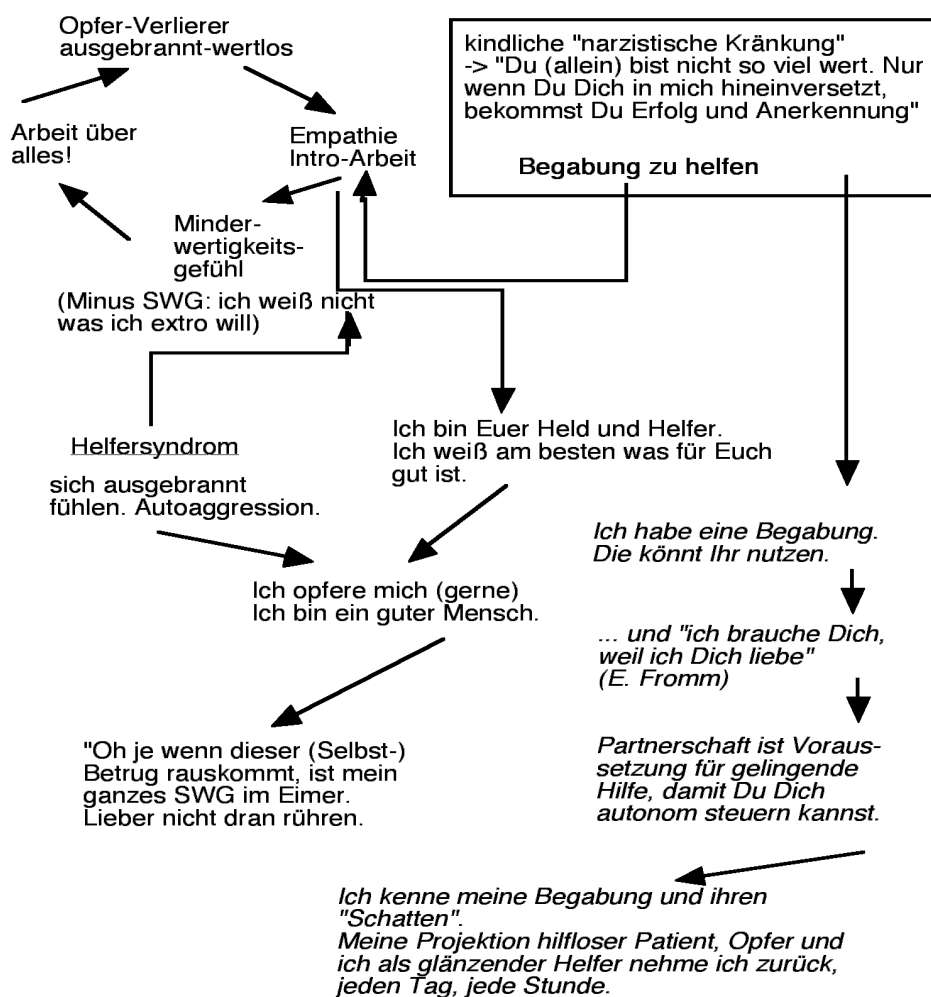 Opfer-Verlierer
ausgebrannt-wertlos
kindliche "narzistische Kränkung"
-> "Du (allein) bist nicht so viel wert. Nur
wenn Du Dich in mich hineinversetzt,
bekommst Du Erfolg und Anerkennung"
Begabung zu helfen
Arbeit über
alles!
Empathie
Intro-Arbeit
Minder-
wertigkeits-
gefühl
(Minus SWG: ich weiß nicht
was ich extro will)
Helfersyndrom
sich ausgebrannt
fühlen. Autoaggression.
Ich bin Euer Held und Helfer.
Ich weiß am besten was für Euch
gut ist.
Ich opfere mich (gerne)
Ich bin ein guter Mensch.
"Oh je wenn dieser (Selbst-)
Betrug rauskommt, ist mein
ganzes SWG im Eimer.
Lieber nicht dran rühren.
Ich habe eine Begabung.
Die könnt Ihr nutzen.
... und "ich brauche Dich,
weil ich Dich liebe"
(E. Fromm)
Partnerschaft ist Voraus-
setzung für gelingende
Hilfe, damit Du Dich
autonom steuern kannst.
Ich kenne meine Begabung und ihren
"Schatten".
Meine Projektion hilfloser Patient, Opfer und
ich als glänzender Helfer nehme ich zurück,
jeden Tag, jede Stunde.